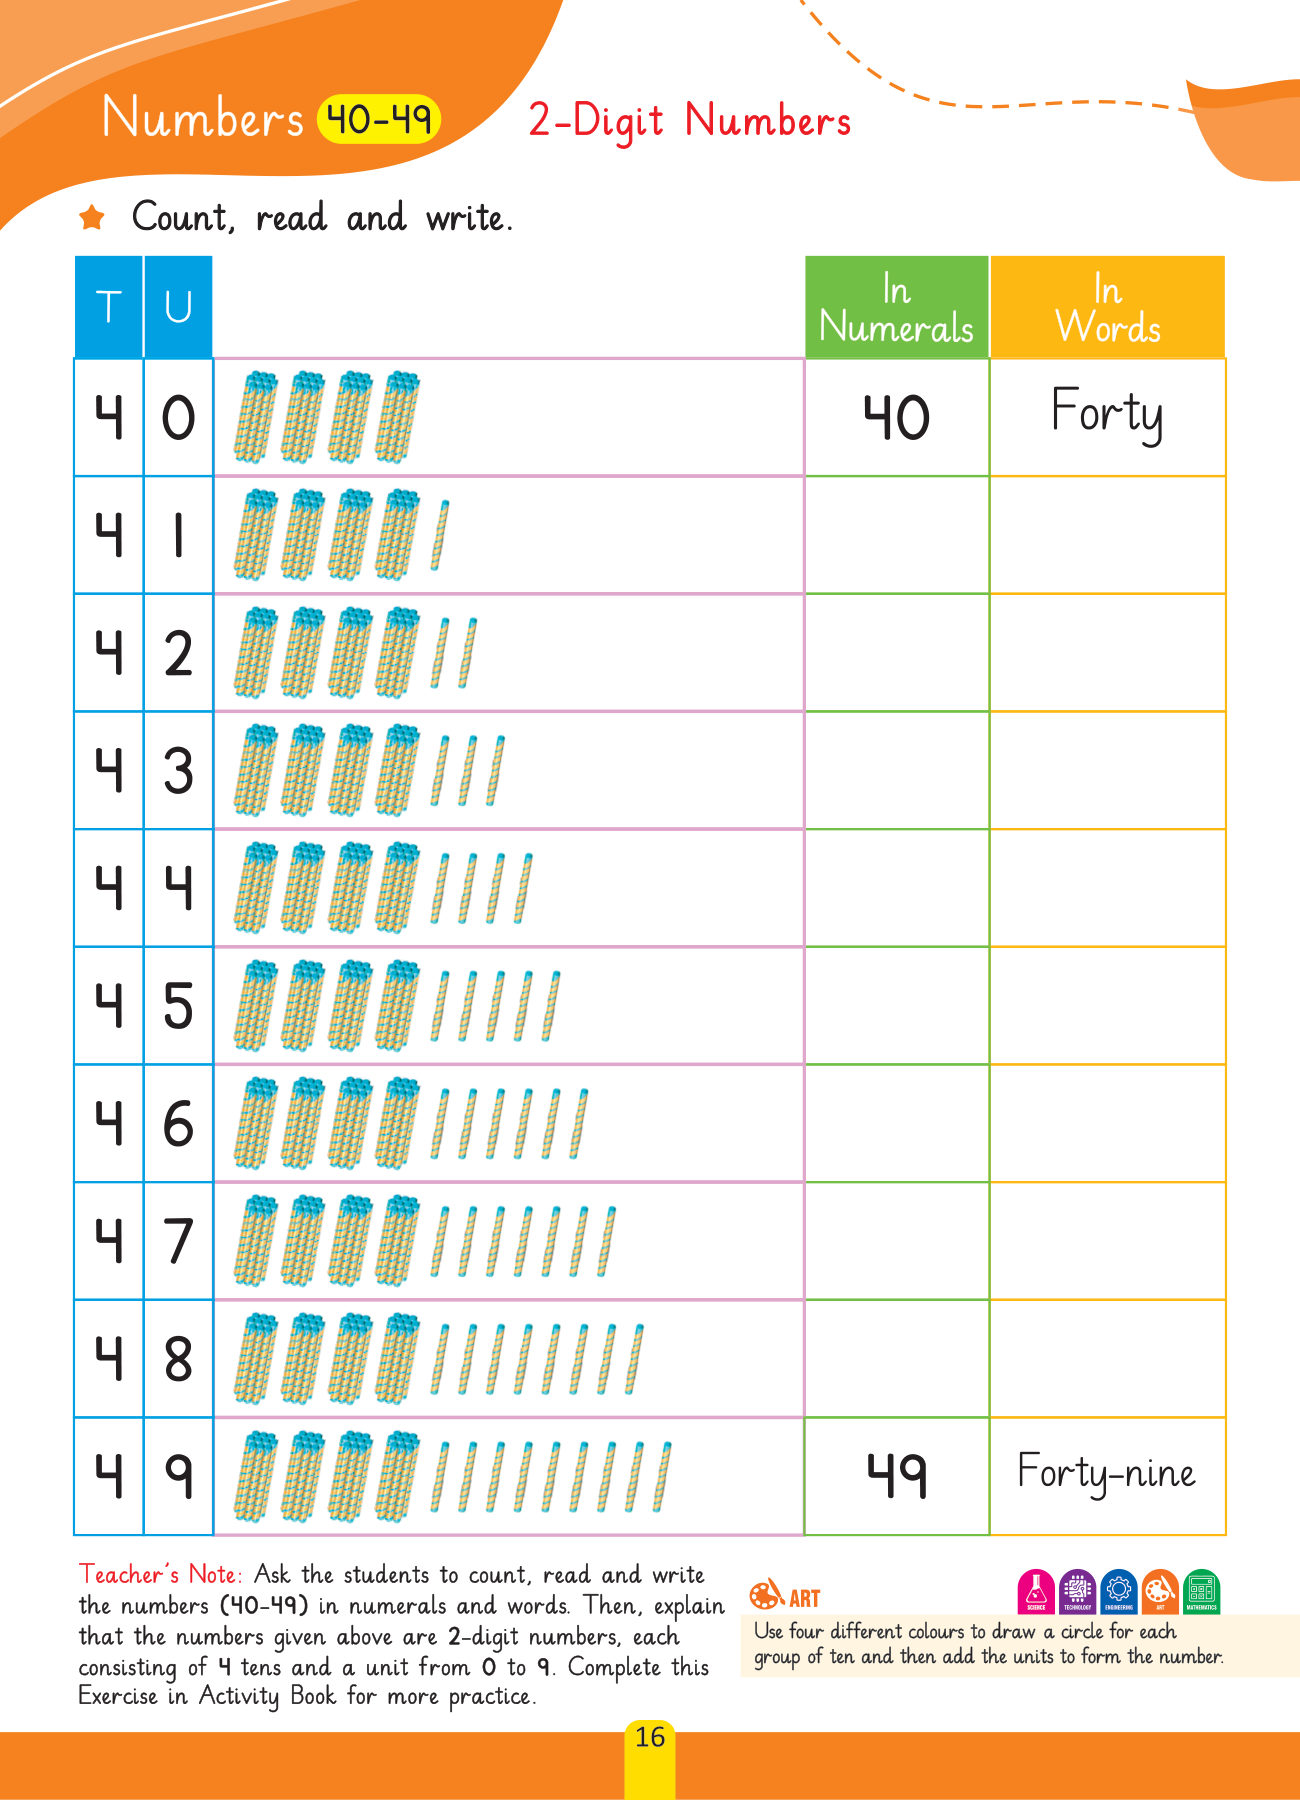 Numbers 40-49
2-Digit Numbers
Count, read and write.
T U In Numerals In Words
4 0 40 Forty
4 1
4 2
4 3
4 4
4 5
4 6
4 7
4 8
4 9 49 Forty-nine
Teacher's Note: Ask the students to count, read and write
the numbers (40-49) in numerals and words. Then, explain
that the numbers given above are 2-digit numbers, each
consisting of 4 tens and a unit from 0 to 9. Complete this
Exercise in Activity Book for more practice.
ART
SCIENCE TECHNOLOGY ENGINEERING ART MATHEMATICS
Use four different colours to draw a circle for each
group of ten and then add the units to form the number.
16